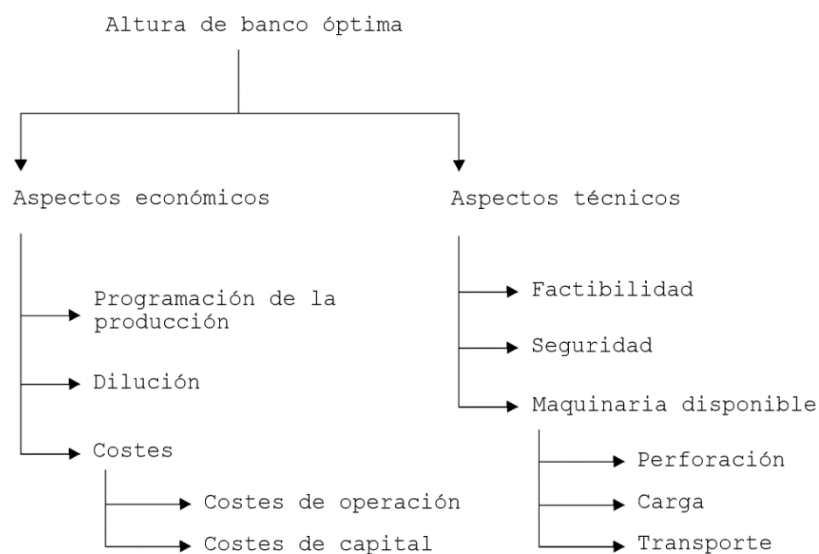 Altura de banco óptima
Aspectos económicos
Programación de la
producción
Dilución
Costes
Costes de operación
Costes de capital
Aspectos técnicos
Factibilidad
Seguridad
Maquinaria disponible
Perforación
Carga
Transporte